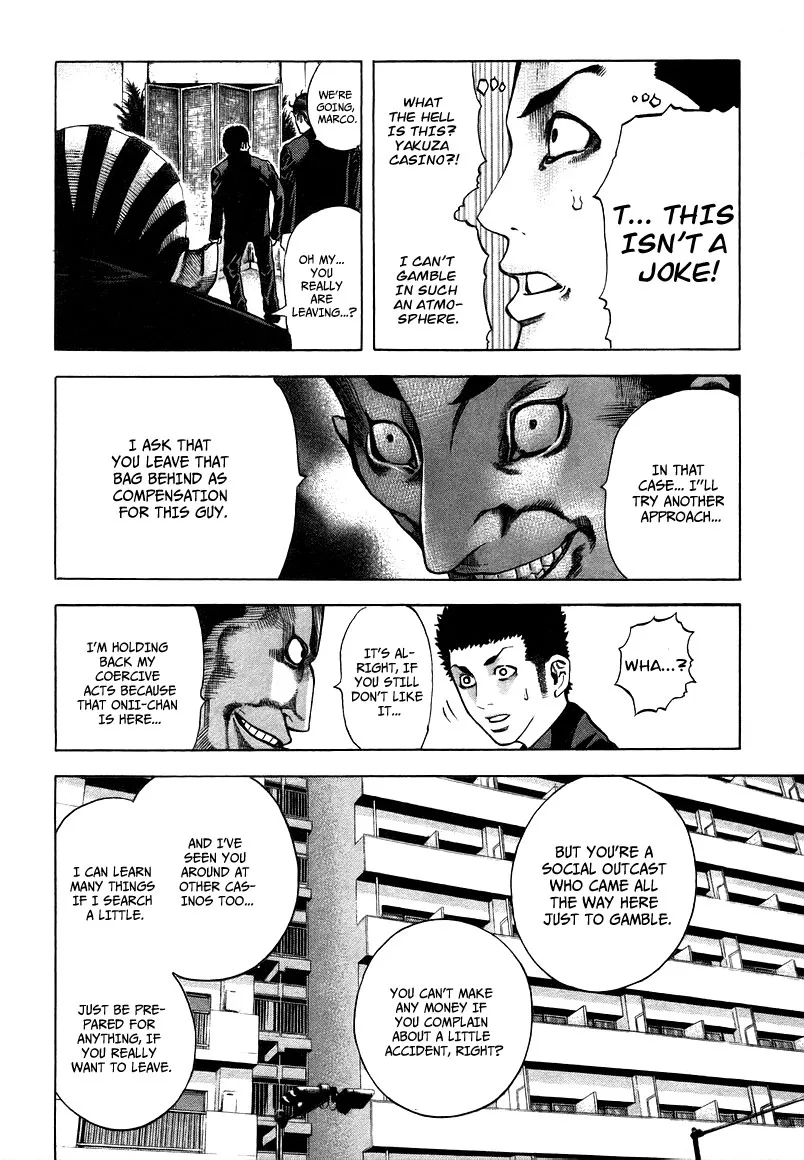 T... THIS
ISN'T A
JOKE!
WHAT
THE HELL
IS THIS?
YAKUZA
CASINO?!
I CAN'T
GAMBLE
IN SUCH
AN ATMO-
SPHERE.
WE'RE
GOING,
MARCO.
OH MY...
YOU
REALLY
ARE
LEAVING...?
IN THAT
CASE... I"LL
TRY ANOTHER
APPROACH...
I ASK THAT
YOU LEAVE THAT
BAG BEHIND AS
COMPENSATION
FOR THIS GUY.
WHA...?
IT'S AL-
RIGHT, IF
YOU STILL
DON'T LIKE
IT...
I'M HOLDING
BACK MY
COERCIVE
ACTS BECAUSE
THAT ONII-CHAN
IS HERE...
BUT YOU'RE A
SOCIAL OUTCAST
WHO CAME ALL
THE WAY HERE
JUST TO GAMBLE.
YOU CAN'T MAKE
ANY MONEY IF
YOU COMPLAIN
ABOUT A LITTLE
ACCIDENT, RIGHT?
AND I'VE
SEEN YOU
AROUND AT
OTHER CAS-
INOS TOO...
I CAN LEARN
MANY THINGS
IF I SEARCH
A LITTLE.
JUST BE PRE-
PARED FOR
ANYTHING, IF
YOU REALLY
WANT TO LEAVE.